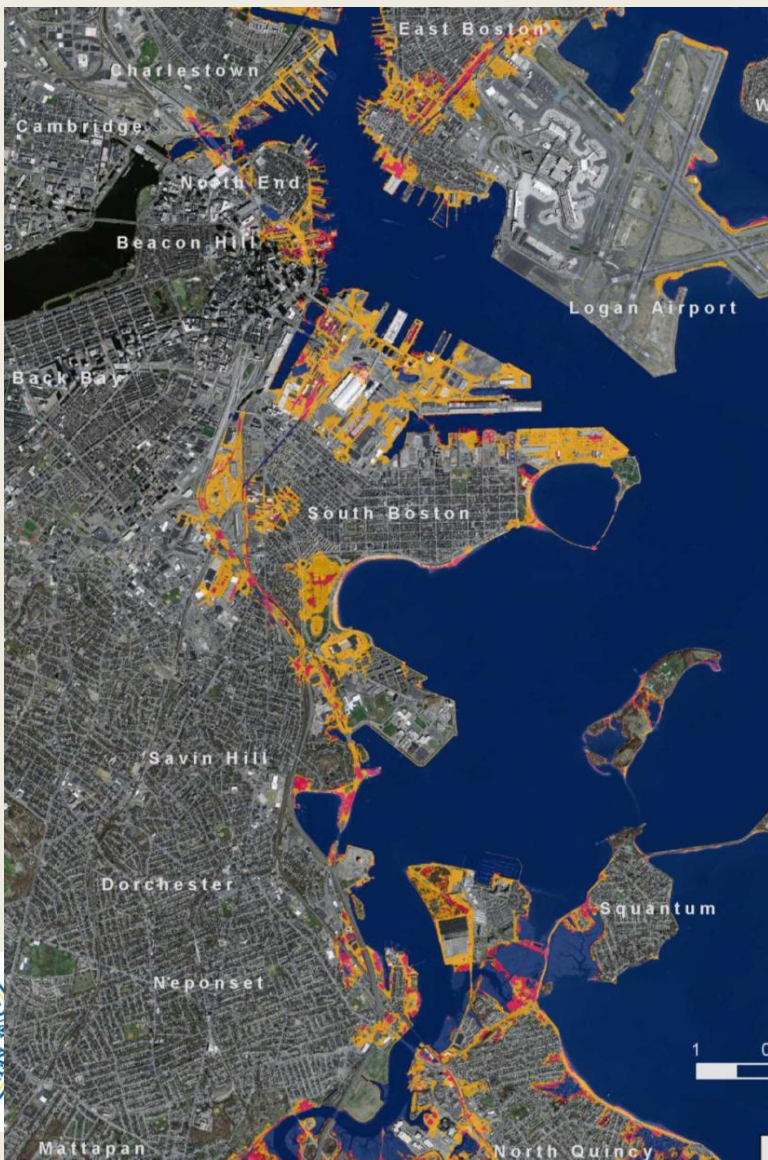 East Boston
Charlestown
Cambridge
W
North End
Beacon Hill
Logan Airport
Back Bay
South Boston
Savin Hill
Dorchester
Squantum
Neponset
1 0
Mattapan
North Quincy